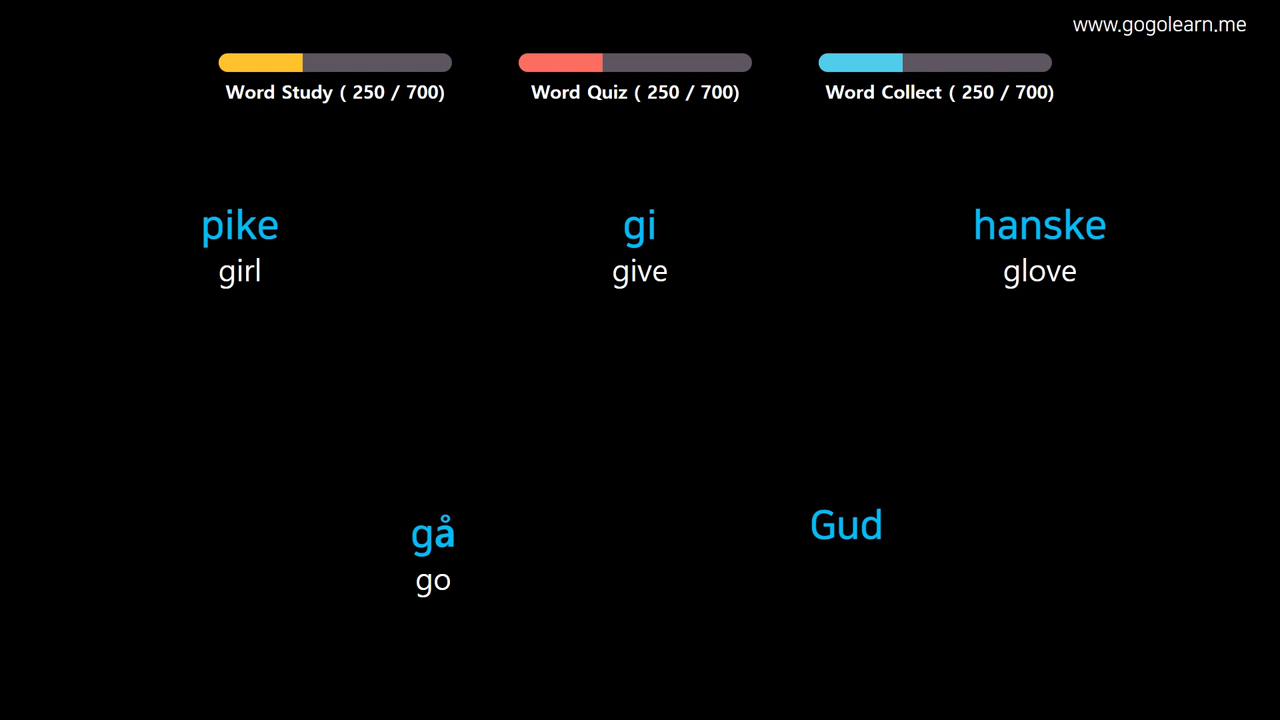 www.gogolearn.me
Word Study ( 250 / 700)
Word Quiz ( 250 / 700)
Word Collect ( 250 / 700)
pike
girl
gi
give
hanske
glove
gå
go
Gud